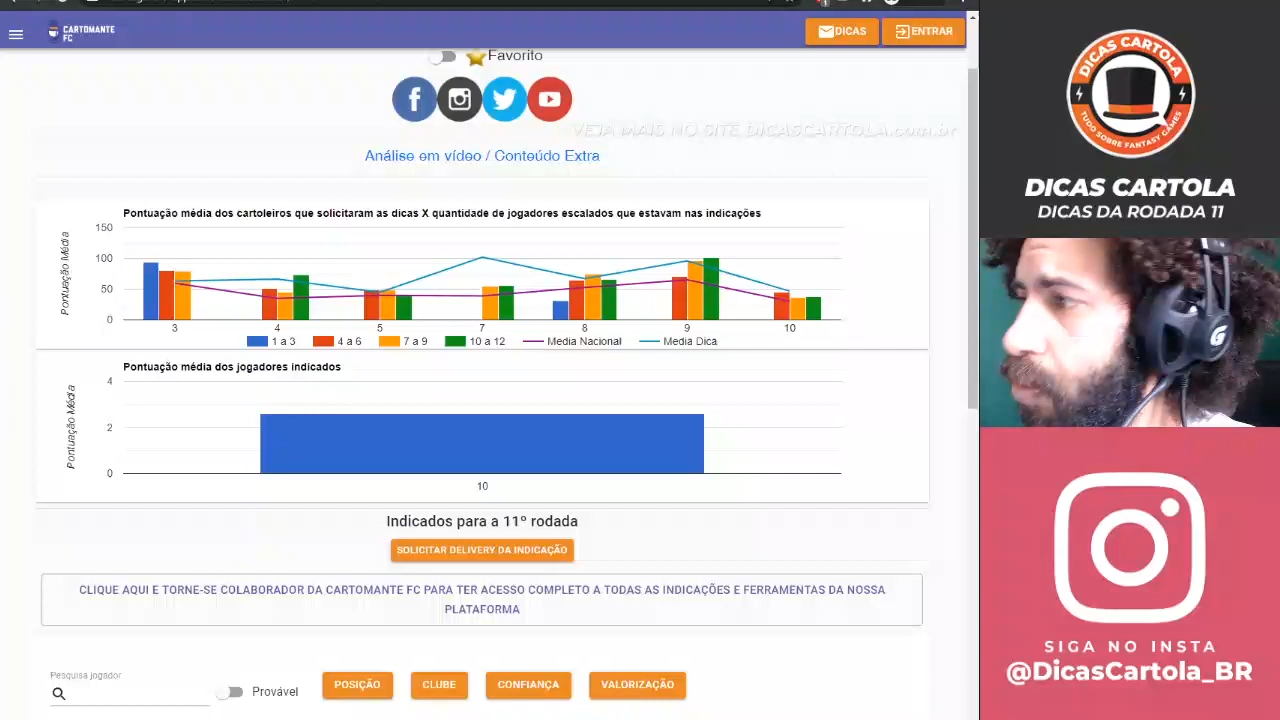 CARTOMANTE
FC
DICAS
ENTRAR
Favorito
VEJA MAIS NO SITE DICASCARTOLA.com.br
Análise em vídeo / Conteúdo Extra
Pontuação média dos cartoleiros que solicitaram as dicas X quantidade de jogadores escalados que estavam nas indicações
Pontuação Média
150
100
50
0
3 4 5 7 8 9 10
1 a 3 4 a 6 7 a 9 10 a 12 Media Nacional Media Dica
Pontuação média dos jogadores indicados
Pontuação Média
4
2
0
10
Indicados para a 11º rodada
SOLICITAR DELIVERY DA INDICAÇÃO
CLIQUE AQUI E TORNE-SE COLABORADOR DA CARTOMANTE FC PARA TER ACESSO COMPLETO A TODAS AS INDICAÇÕES E FERRAMENTAS DA NOSSA
PLATAFORMA
Pesquisa jogador
Provável
POSIÇÃO
CLUBE
CONFIANÇA
VALORIZAÇÃO
DICAS CARTOLA
TUDO SOBRE FANTASY GAMES
DICAS CARTOLA
DICAS DA RODADA 11
G
SIGA NO INSTA
@DicasCartola_BR